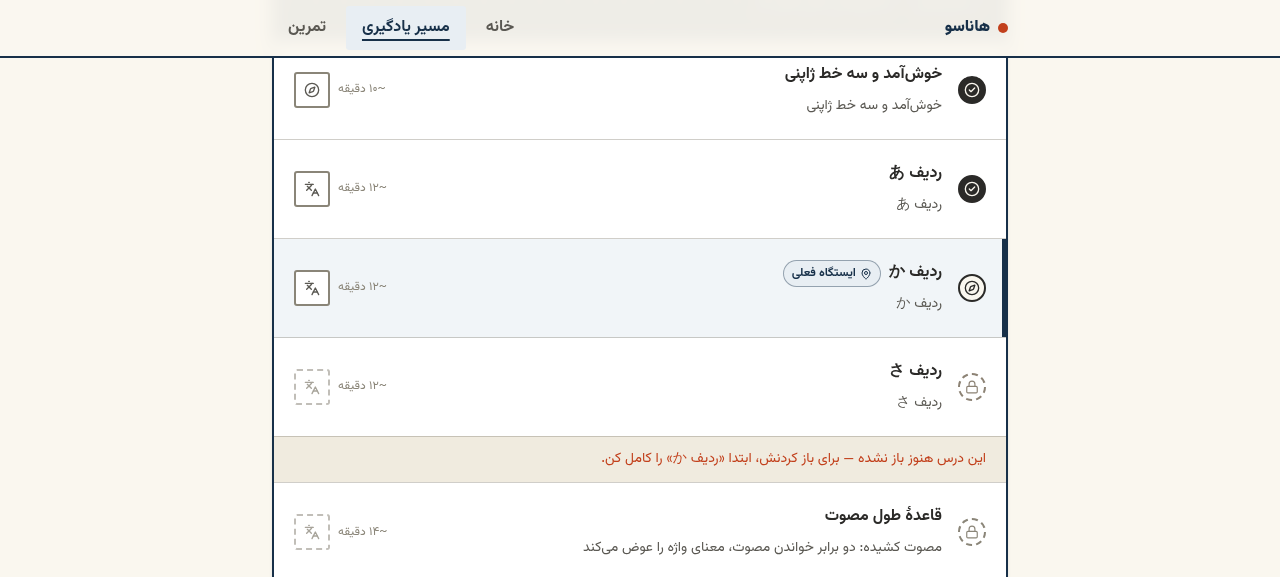 هاناسو
خانه
مسیر یادگیری
تمرین
خوش‌آمد و سه خط ژاپنی
خوش‌آمد و سه خط ژاپنی
~۱۰ دقیقه
ردیف あ
ردیف あ
~۱۲ دقیقه
ردیف か ایستگاه فعلی
ردیف か
~۱۲ دقیقه
ردیف さ
ردیف さ
~۱۲ دقیقه
این درس هنوز باز نشده — برای باز کردنش، ابتدا «ردیف か» را کامل کن.
قاعدهٔ طول مصوت
مصوت کشیده: دو برابر خواندن مصوت، معنای واژه را عوض می‌کند
~۱۴ دقیقه